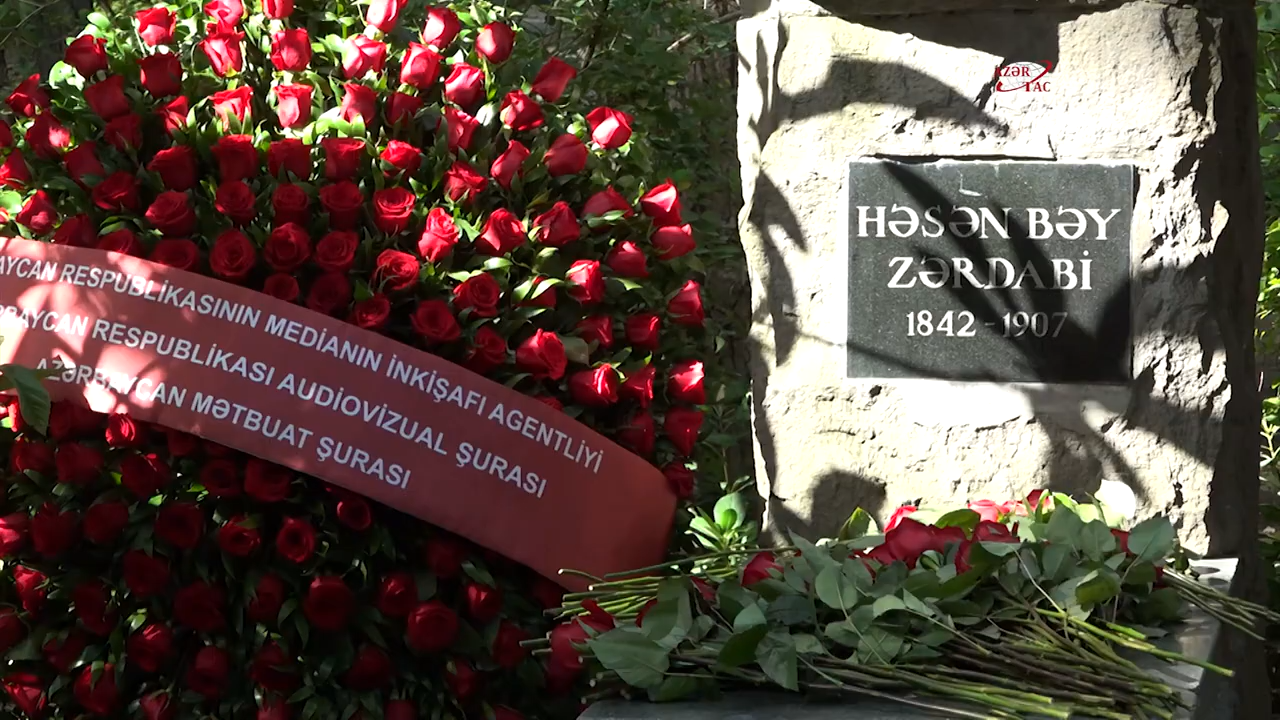 RESPUBLİKASININ MEDİANIN İNKİŞAFI AGENTLİYİ
RESPUBLİKASI AUDİOVİZUAL ŞURASI
AZƏRBAYCAN MƏTBUAT ŞURASI
AZƏR
TAC
HƏSƏN BƏY
ZƏRDABİ
1842 - 1907